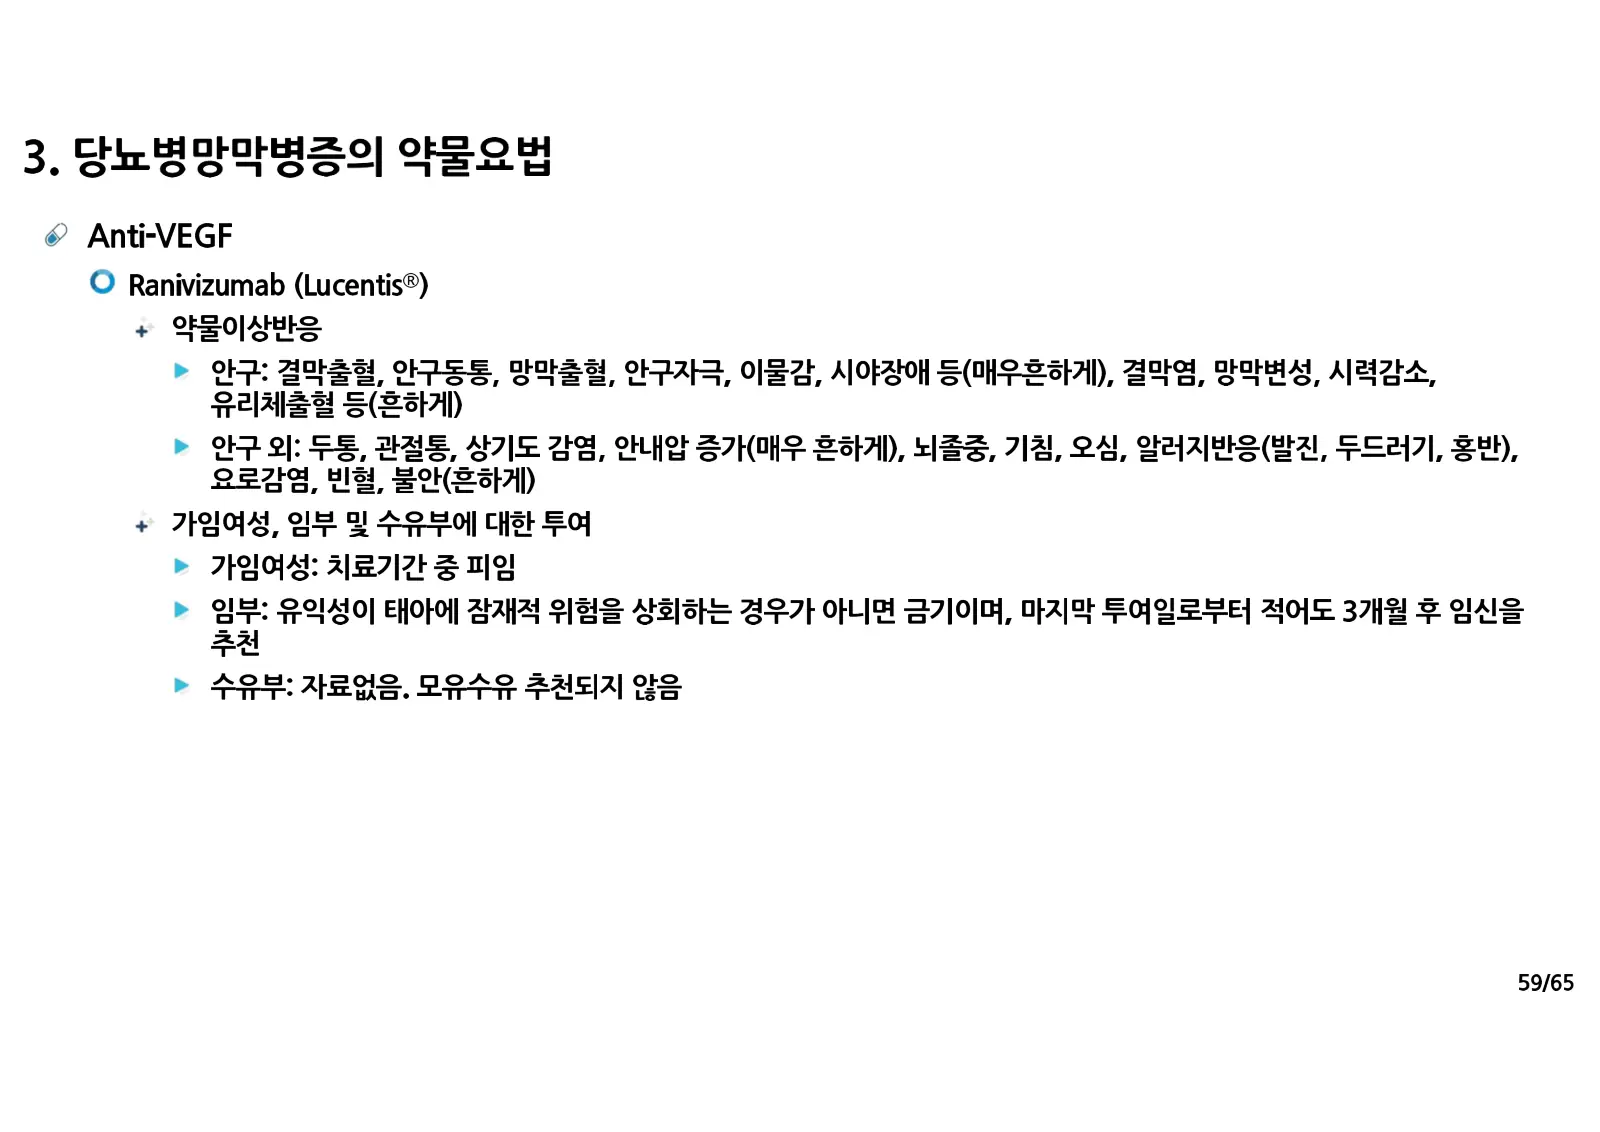 3. 당뇨병망막병증의 약물요법
Anti-VEGF
Ranivizumab (Lucentis®)
약물이상반응
안구: 결막출혈, 안구동통, 망막출혈, 안구자극, 이물감, 시야장애 등(매우흔하게), 결막염, 망막변성, 시력감소,
유리체출혈 등(흔하게)
안구 외: 두통, 관절통, 상기도 감염, 안내압 증가(매우 흔하게), 뇌졸중, 기침, 오심, 알러지반응(발진, 두드러기, 홍반),
요로감염, 빈혈, 불안(흔하게)
가임여성, 임부 및 수유부에 대한 투여
가임여성: 치료기간 중 피임
임부: 유익성이 태아에 잠재적 위험을 상회하는 경우가 아니면 금기이며, 마지막 투여일로부터 적어도 3개월 후 임신을
추천
수유부: 자료없음. 모유수유 추천되지 않음
59/65